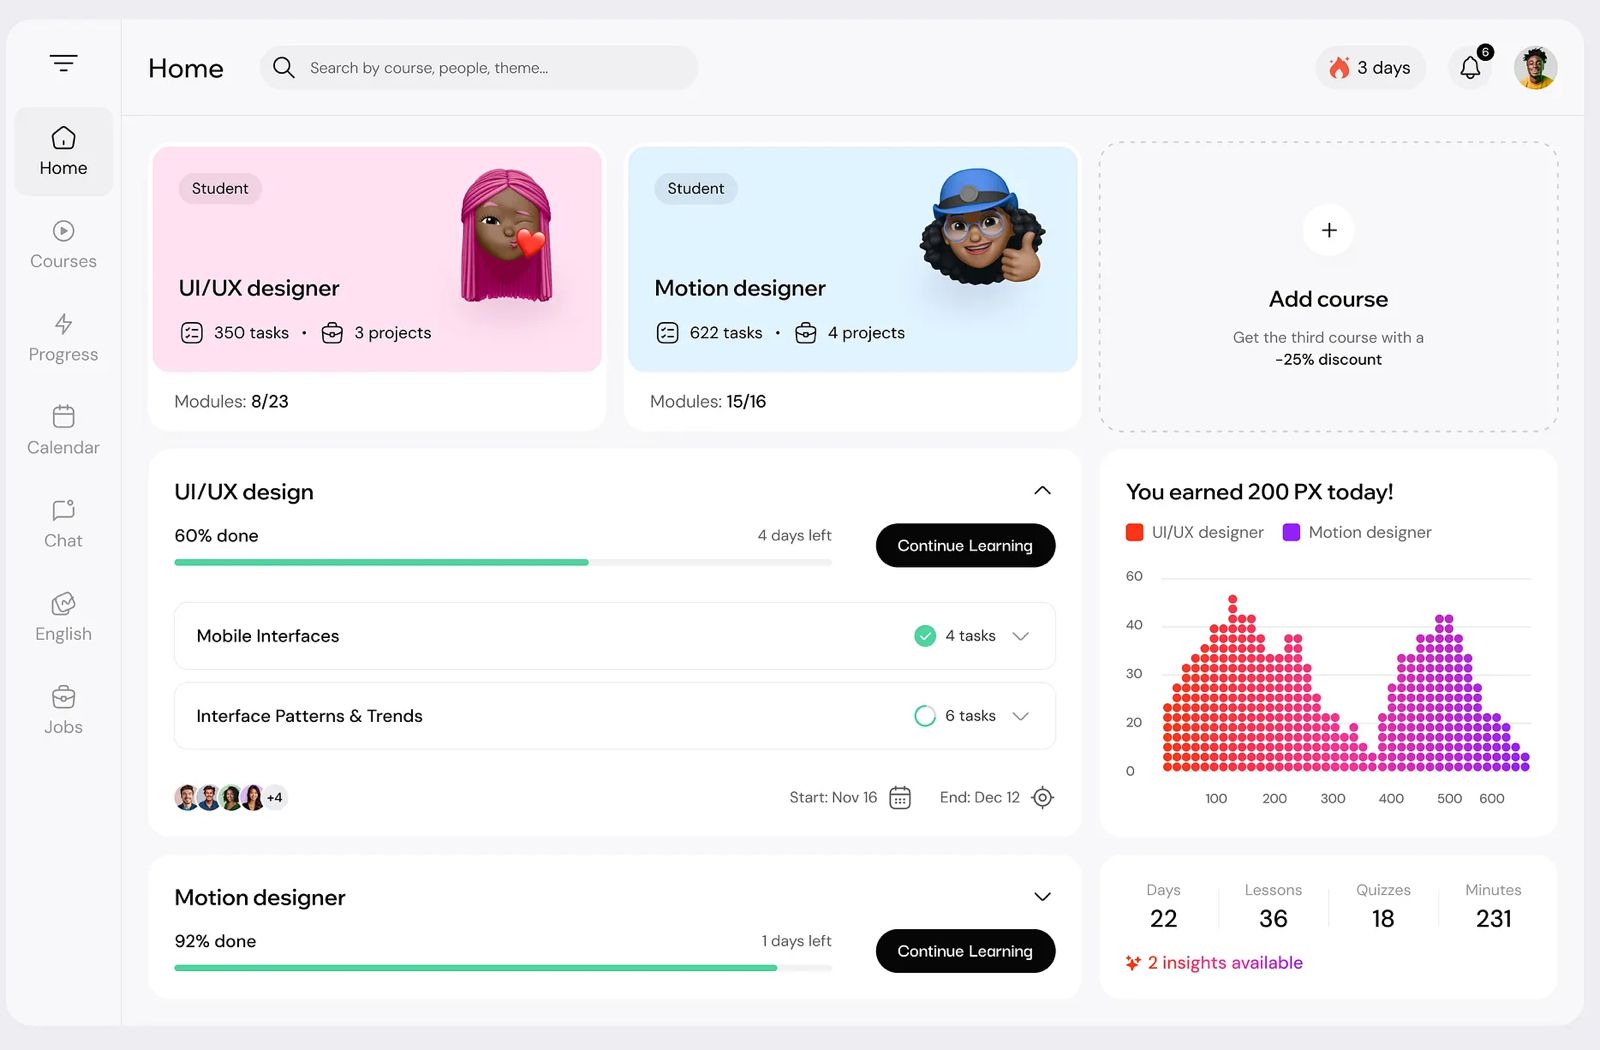 Home
Search by course, people, theme...
3 days
6
Home
Courses
Progress
Calendar
Chat
English
Jobs
Student
UI/UX designer
350 tasks • 3 projects
Modules: 8/23
Student
Motion designer
622 tasks • 4 projects
Modules: 15/16
+
Add course
Get the third course with a
-25% discount
UI/UX design
60% done
4 days left
Continue Learning
Mobile Interfaces
4 tasks
Interface Patterns & Trends
6 tasks
+4
Start: Nov 16
End: Dec 12
You earned 200 PX today!
UI/UX designer
Motion designer
60
40
30
20
0
100 200 300 400 500 600
Motion designer
92% done
1 days left
Continue Learning
Days
22
Lessons
36
Quizzes
18
Minutes
231
2 insights available